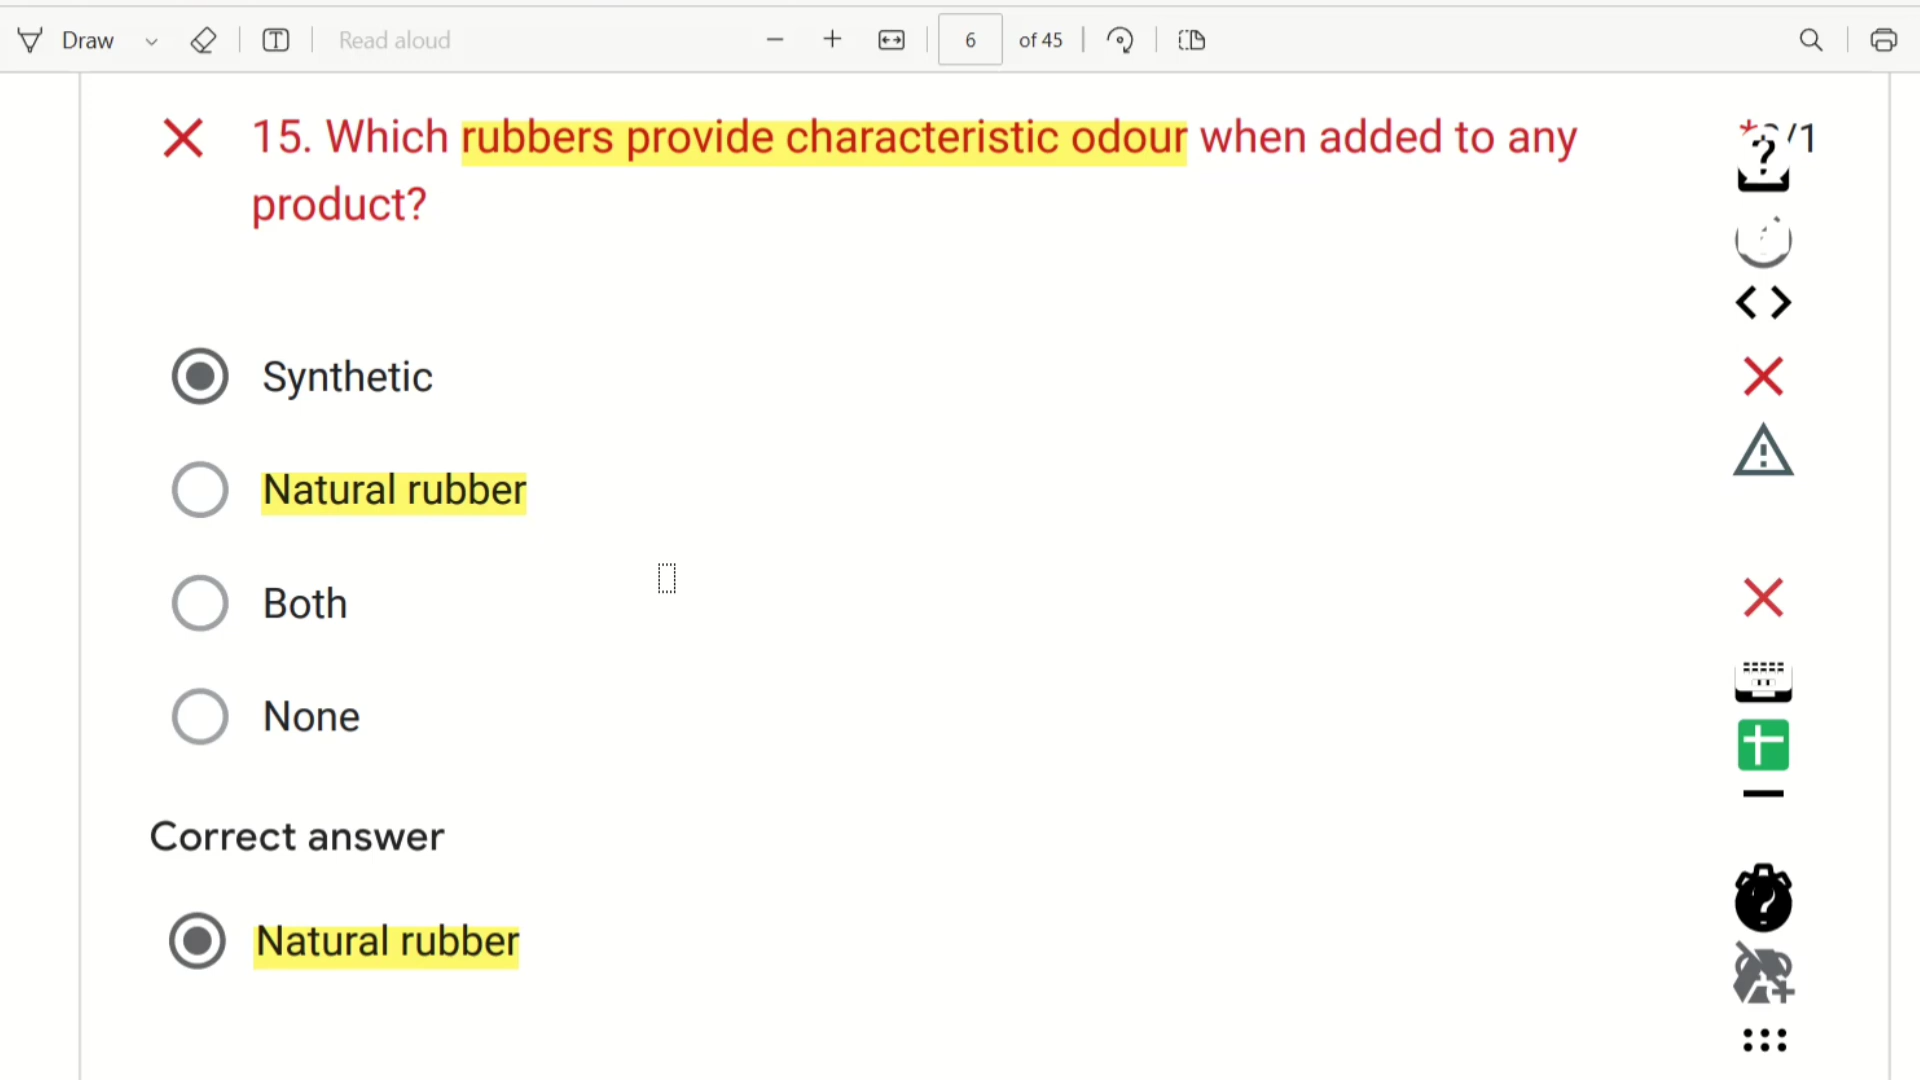 Draw
Read aloud
6 of 45
15. Which rubbers provide characteristic odour when added to any
product?
/1
Synthetic
Natural rubber
Both
None
Correct answer
Natural rubber